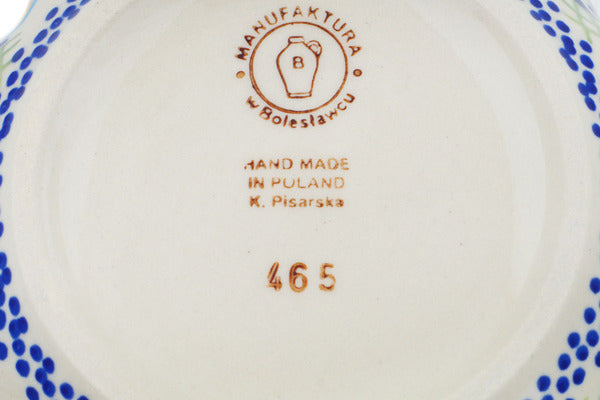 MANUFAKTURA
B
w Bolesławcu
HAND MADE
IN POLAND
K. Pisarska
465